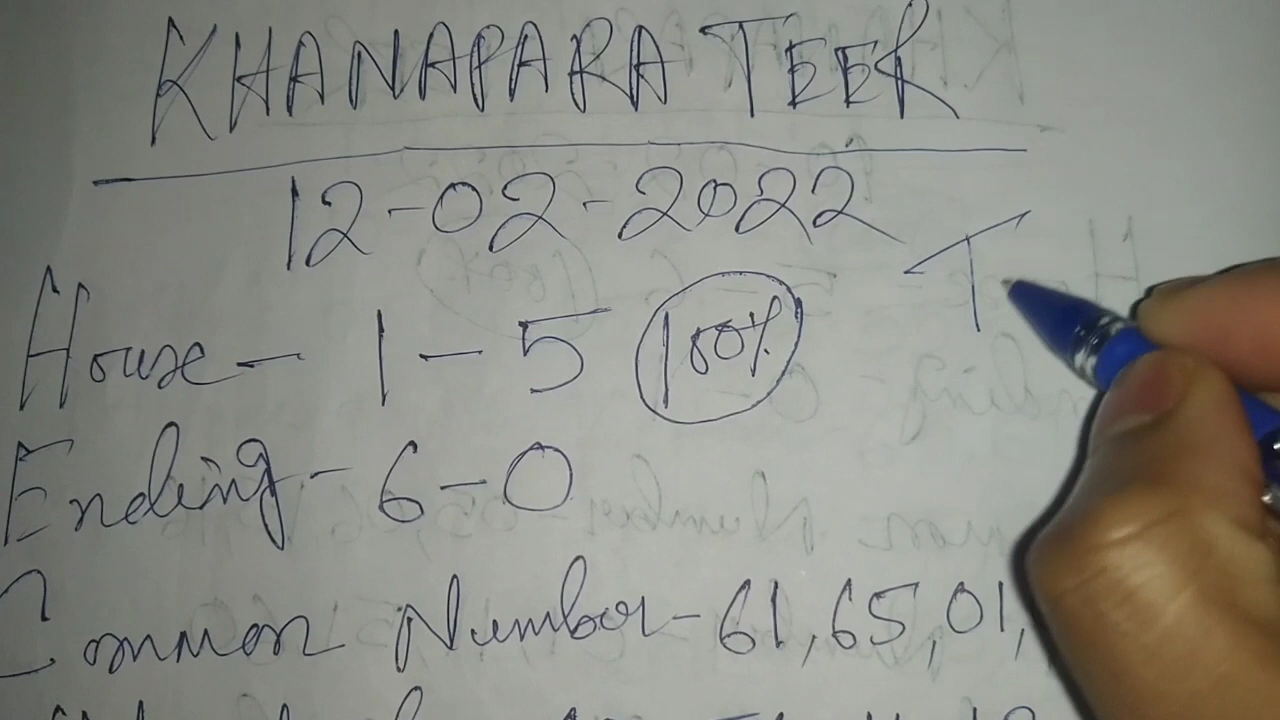 KHANAPARA TEER
12-02-2022
T
House - 1 - 5 100%
Ending - 6 - 0
Common Number - 61, 65, 01,